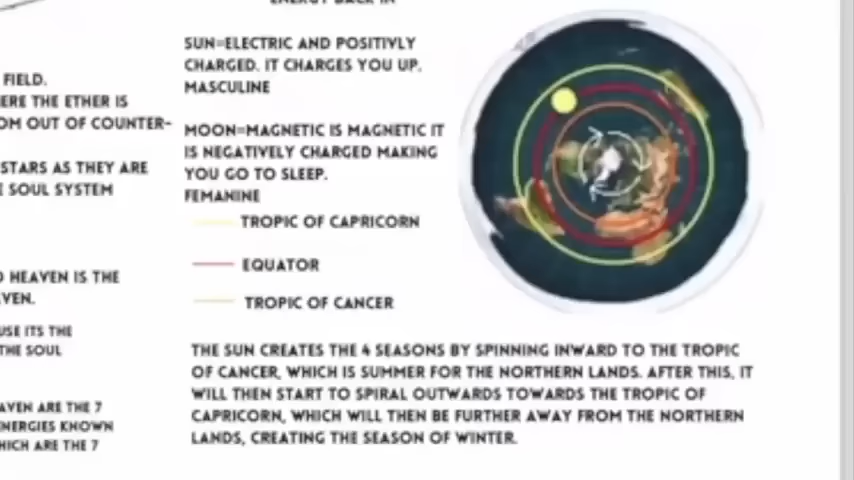 ENERGY BACK IN
SUN=ELECTRIC AND POSITIVLY
CHARGED. IT CHARGES YOU UP.
MASCULINE
MOON=MAGNETIC IS MAGNETIC IT
IS NEGATIVELY CHARGED MAKING
YOU GO TO SLEEP.
FEMANINE
TROPIC OF CAPRICORN
EQUATOR
TROPIC OF CANCER
THE SUN CREATES THE 4 SEASONS BY SPINNING INWARD TO THE TROPIC
OF CANCER, WHICH IS SUMMER FOR THE NORTHERN LANDS. AFTER THIS, IT
WILL THEN START TO SPIRAL OUTWARDS TOWARDS THE TROPIC OF
CAPRICORN, WHICH WILL THEN BE FURTHER AWAY FROM THE NORTHERN
LANDS, CREATING THE SEASON OF WINTER.
FIELD.
ERE THE ETHER IS
OM OUT OF COUNTER-
STARS AS THEY ARE
E SOUL SYSTEM
D HEAVEN IS THE
VEN.
USE ITS THE
THE SOUL
AVEN ARE THE 7
ENERGIES KNOWN
HICH ARE THE 7